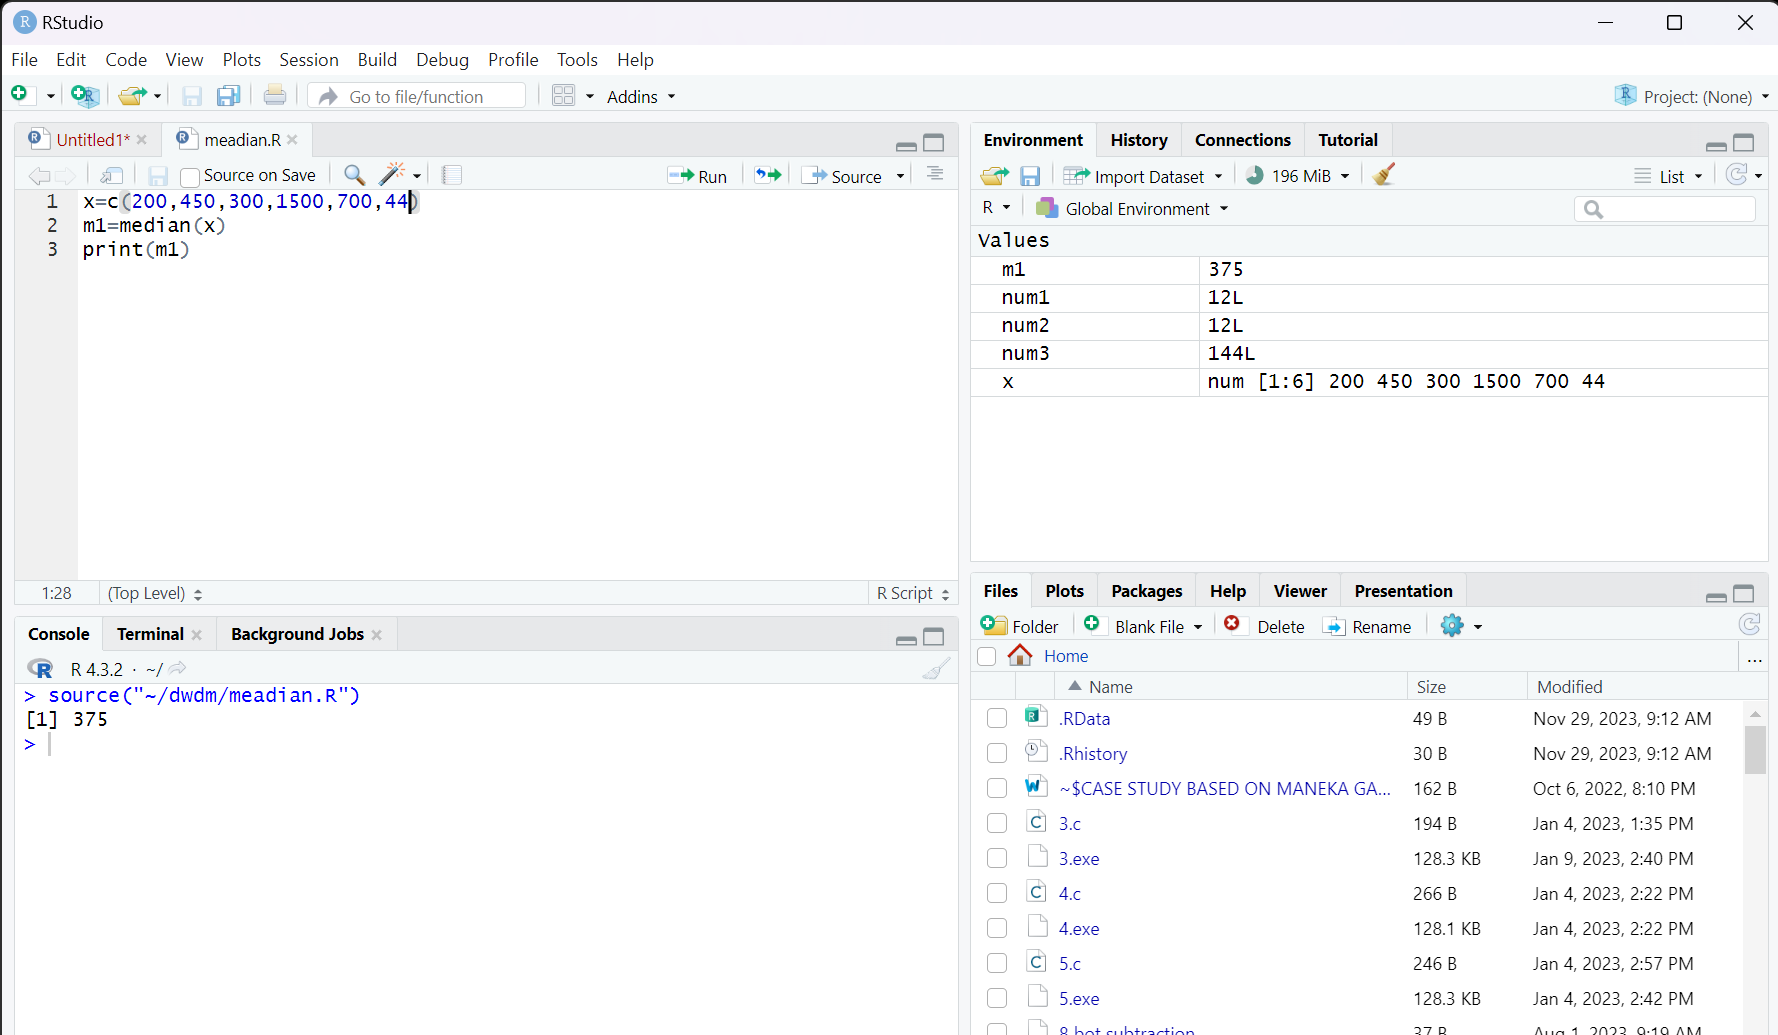 RStudio
File Edit Code View Plots Session Build Debug Profile Tools Help
Go to file/function Addins Project: (None)
Untitled1* meadian.R
Source on Save Run Source
1 x=c(200,450,300,1500,700,44)
2 m1=median(x)
3 print(m1)
1:28 (Top Level) R Script
Console Terminal Background Jobs
R 4.3.2 · ~/
> source("~/dwdm/meadian.R")
[1] 375
>
Environment History Connections Tutorial
Import Dataset 196 MiB List
R Global Environment
Values
m1 375
num1 12L
num2 12L
num3 144L
x num [1:6] 200 450 300 1500 700 44
Files Plots Packages Help Viewer Presentation
Folder Blank File Delete Rename
Home ...
Name Size Modified
.RData 49 B Nov 29, 2023, 9:12 AM
.Rhistory 30 B Nov 29, 2023, 9:12 AM
~$CASE STUDY BASED ON MANEKA GA... 162 B Oct 6, 2022, 8:10 PM
3.c 194 B Jan 4, 2023, 1:35 PM
3.exe 128.3 KB Jan 9, 2023, 2:40 PM
4.c 266 B Jan 4, 2023, 2:22 PM
4.exe 128.1 KB Jan 4, 2023, 2:22 PM
5.c 246 B Jan 4, 2023, 2:57 PM
5.exe 128.3 KB Jan 4, 2023, 2:42 PM
8 bot subtraction 37 B Aug 1, 2023, 9:19 AM